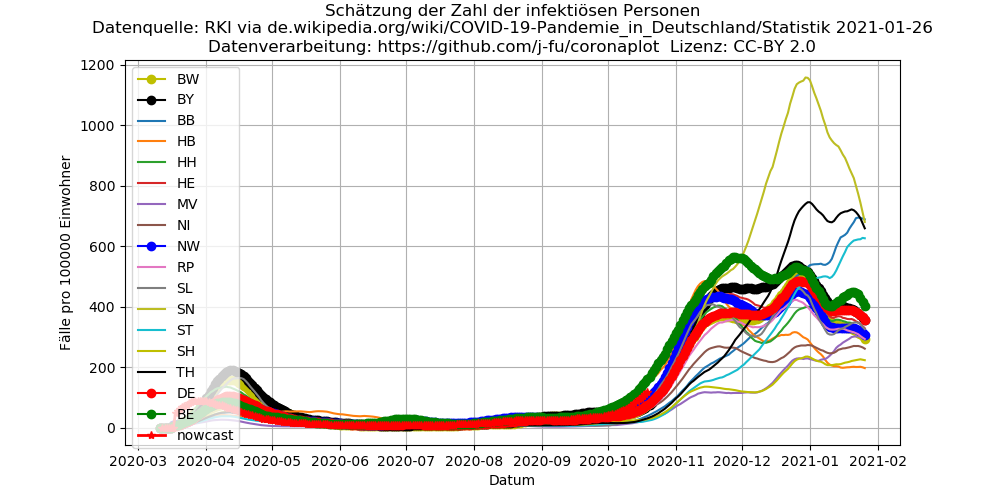 Schätzung der Zahl der infektiösen Personen
Datenquelle: RKI via de.wikipedia.org/wiki/COVID-19-Pandemie_in_Deutschland/Statistik 2021-01-26
Datenverarbeitung: https://github.com/j-fu/coronaplot  Lizenz: CC-BY 2.0
Fälle pro 100000 Einwohner
1200
1000
800
600
400
200
0
BW
BY
BB
HB
HH
HE
MV
NI
NW
RP
SL
SN
ST
SH
TH
DE
BE
nowcast
2020-03 2020-04 2020-05 2020-06 2020-07 2020-08 2020-09 2020-10 2020-11 2020-12 2021-01 2021-02
Datum